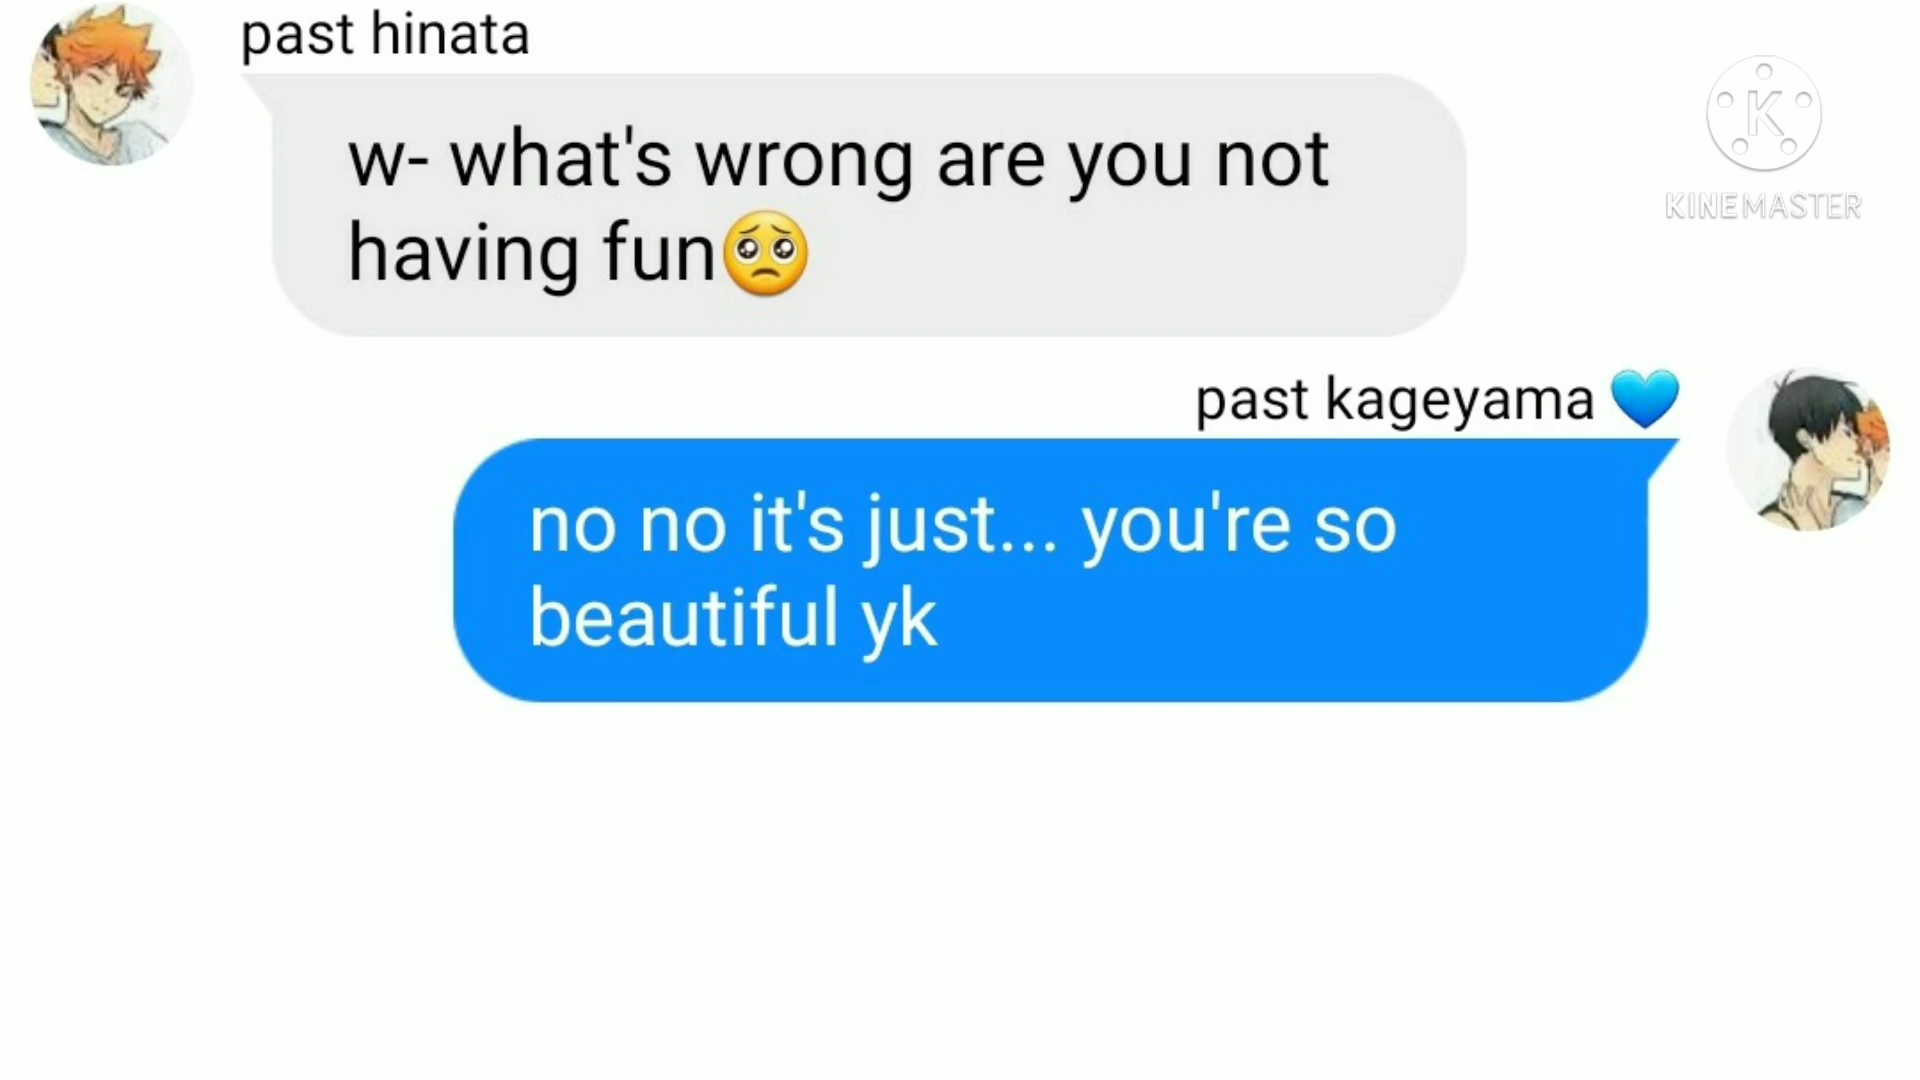 past hinata
w- what's wrong are you not
having fun🥺
past kageyama 💙
no no it's just... you're so
beautiful yk
K
KINEMASTER